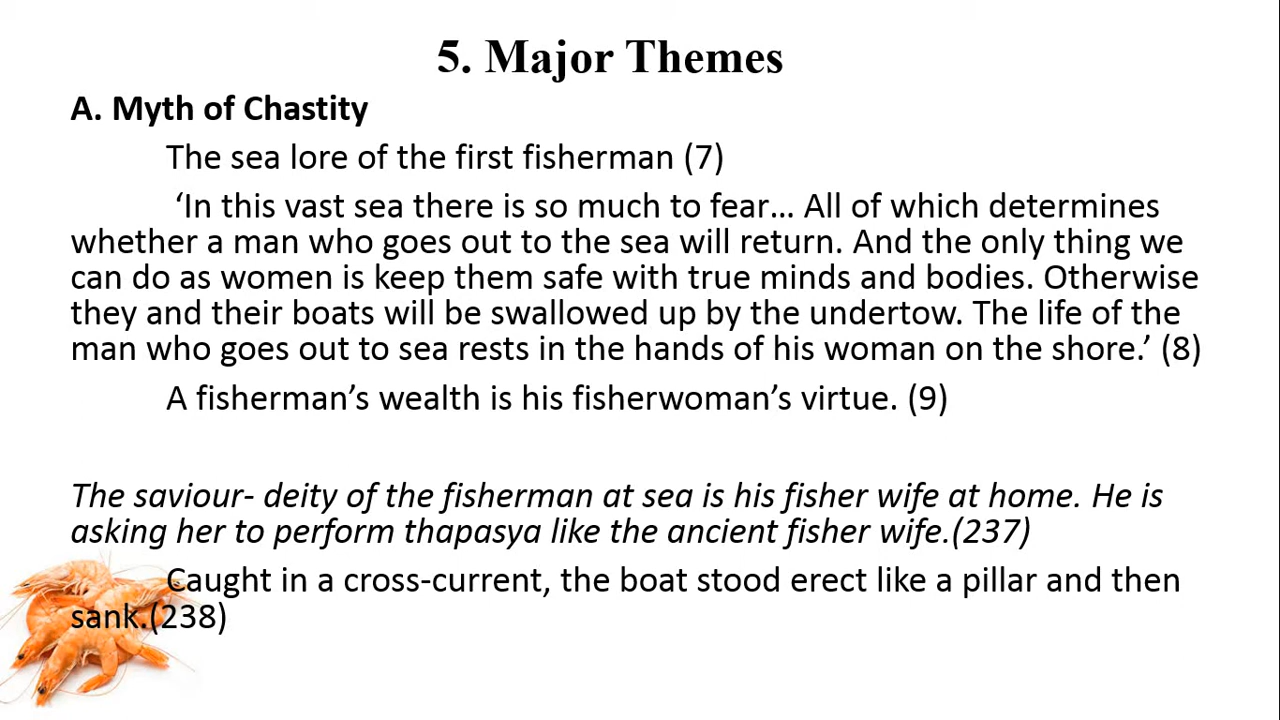 5. Major Themes
A. Myth of Chastity
The sea lore of the first fisherman (7)
‘In this vast sea there is so much to fear... All of which determines
whether a man who goes out to the sea will return. And the only thing we
can do as women is keep them safe with true minds and bodies. Otherwise
they and their boats will be swallowed up by the undertow. The life of the
man who goes out to sea rests in the hands of his woman on the shore.’ (8)
A fisherman’s wealth is his fisherwoman’s virtue. (9)
The saviour- deity of the fisherman at sea is his fisher wife at home. He is
asking her to perform thapasya like the ancient fisher wife.(237)
Caught in a cross-current, the boat stood erect like a pillar and then
sank.(238)